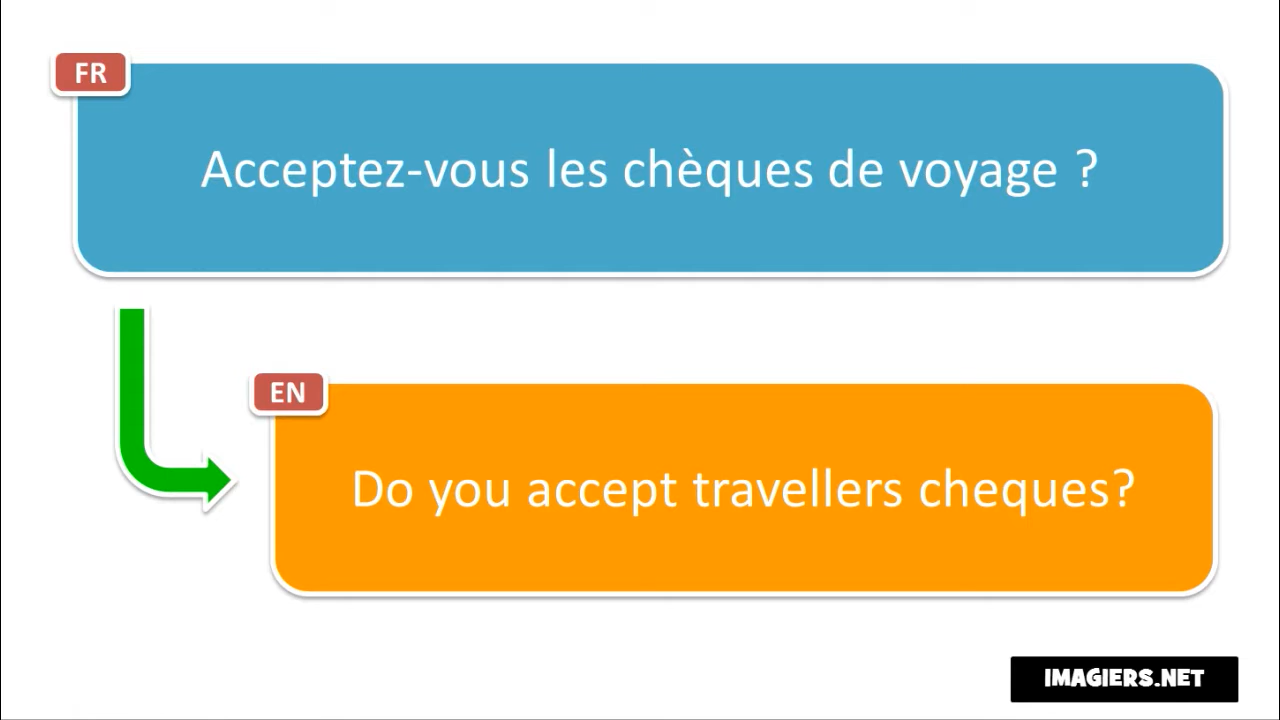 FR
Acceptez-vous les chèques de voyage ?
EN
Do you accept travellers cheques?
IMAGIERS.NET